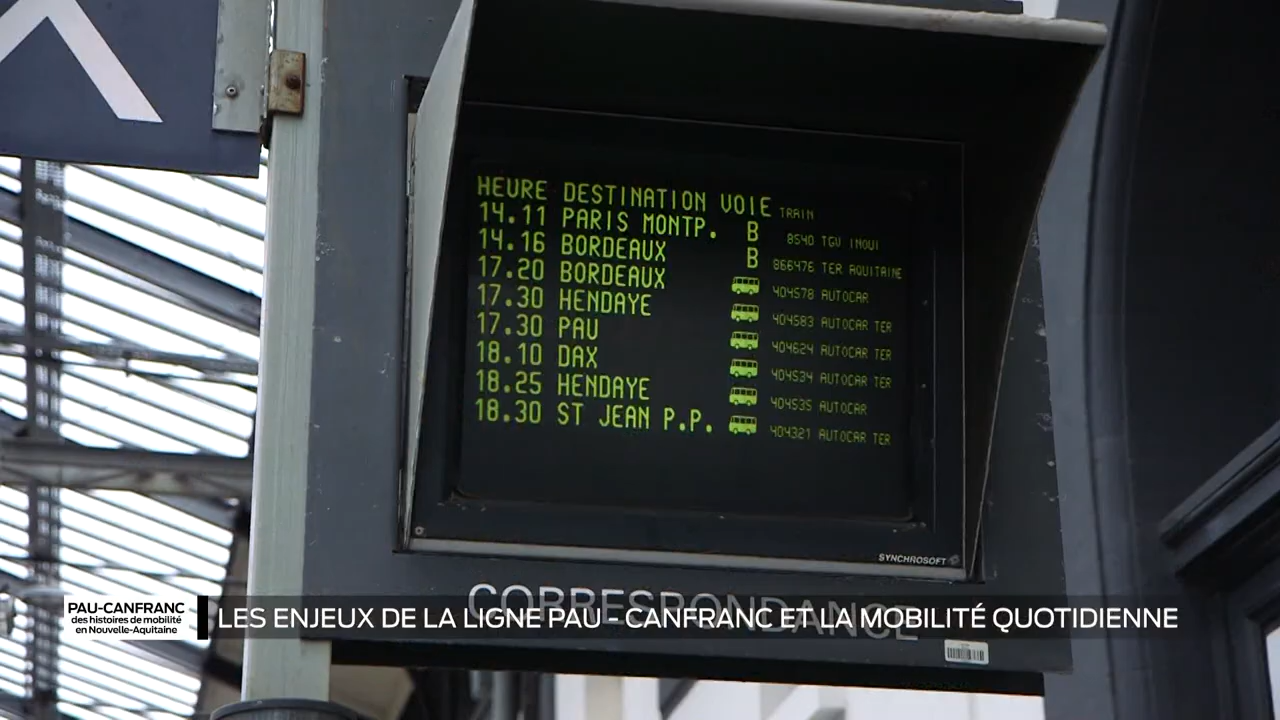 HEURE DESTINATION VOIE TRAIN
14.11 PARIS MONTP. B 8540 TGV INOUI
14.16 BORDEAUX B 866476 TER AQUITAINE
17.20 BORDEAUX 404578 AUTOCAR
17.30 HENDAYE 404583 AUTOCAR TER
17.30 PAU 404624 AUTOCAR TER
18.10 DAX 404534 AUTOCAR TER
18.25 HENDAYE 404535 AUTOCAR
18.30 ST JEAN P.P. 404321 AUTOCAR TER
SYNCHROSOFT
CORRESPONDANCE
PAU-CANFRANC
des histoires de mobilité
en Nouvelle-Aquitaine
LES ENJEUX DE LA LIGNE PAU - CANFRANC ET LA MOBILITÉ QUOTIDIENNE